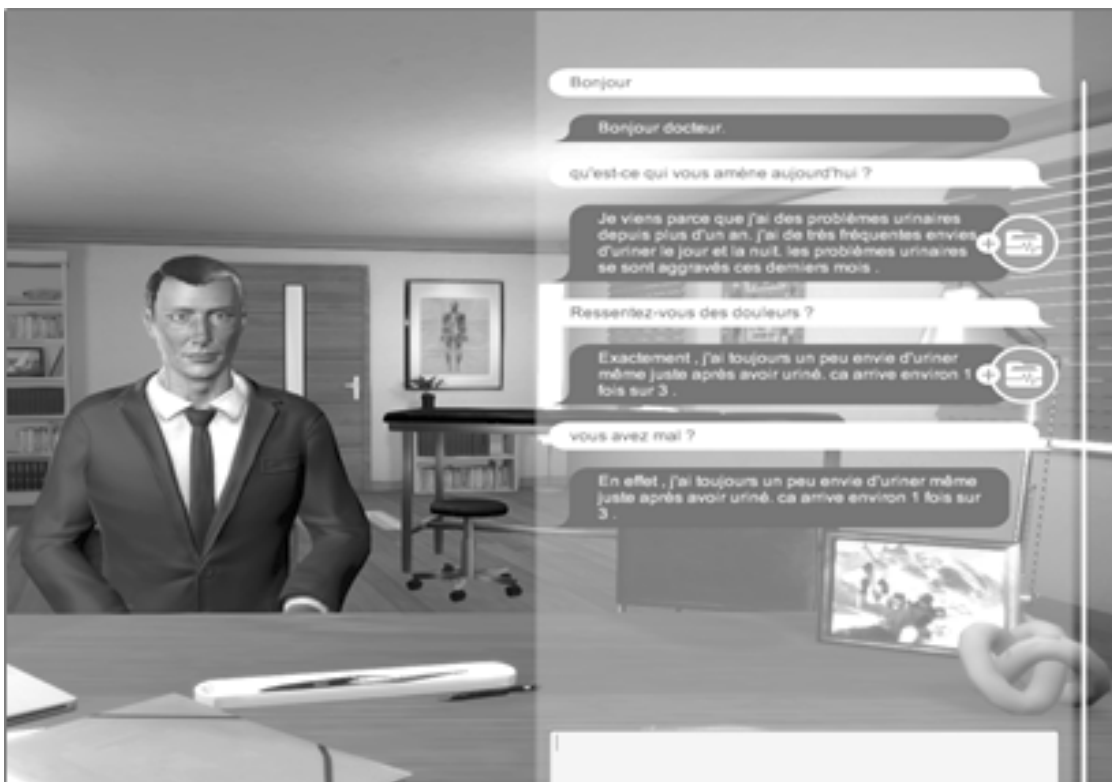 Bonjour
Bonjour docteur.
qu'est-ce qui vous amène aujourd'hui ?
Je viens parce que j'ai des problèmes urinaires
depuis plus d'un an. j'ai de très fréquentes envies
d'uriner le jour et la nuit. les problèmes urinaires
se sont aggravés ces derniers mois .
Ressentez-vous des douleurs ?
Exactement , j'ai toujours un peu envie d'uriner
même juste après avoir uriné. ca arrive environ 1
fois sur 3 .
vous avez mal ?
En effet , j'ai toujours un peu envie d'uriner même
juste après avoir uriné. ca arrive environ 1 fois sur
3 .